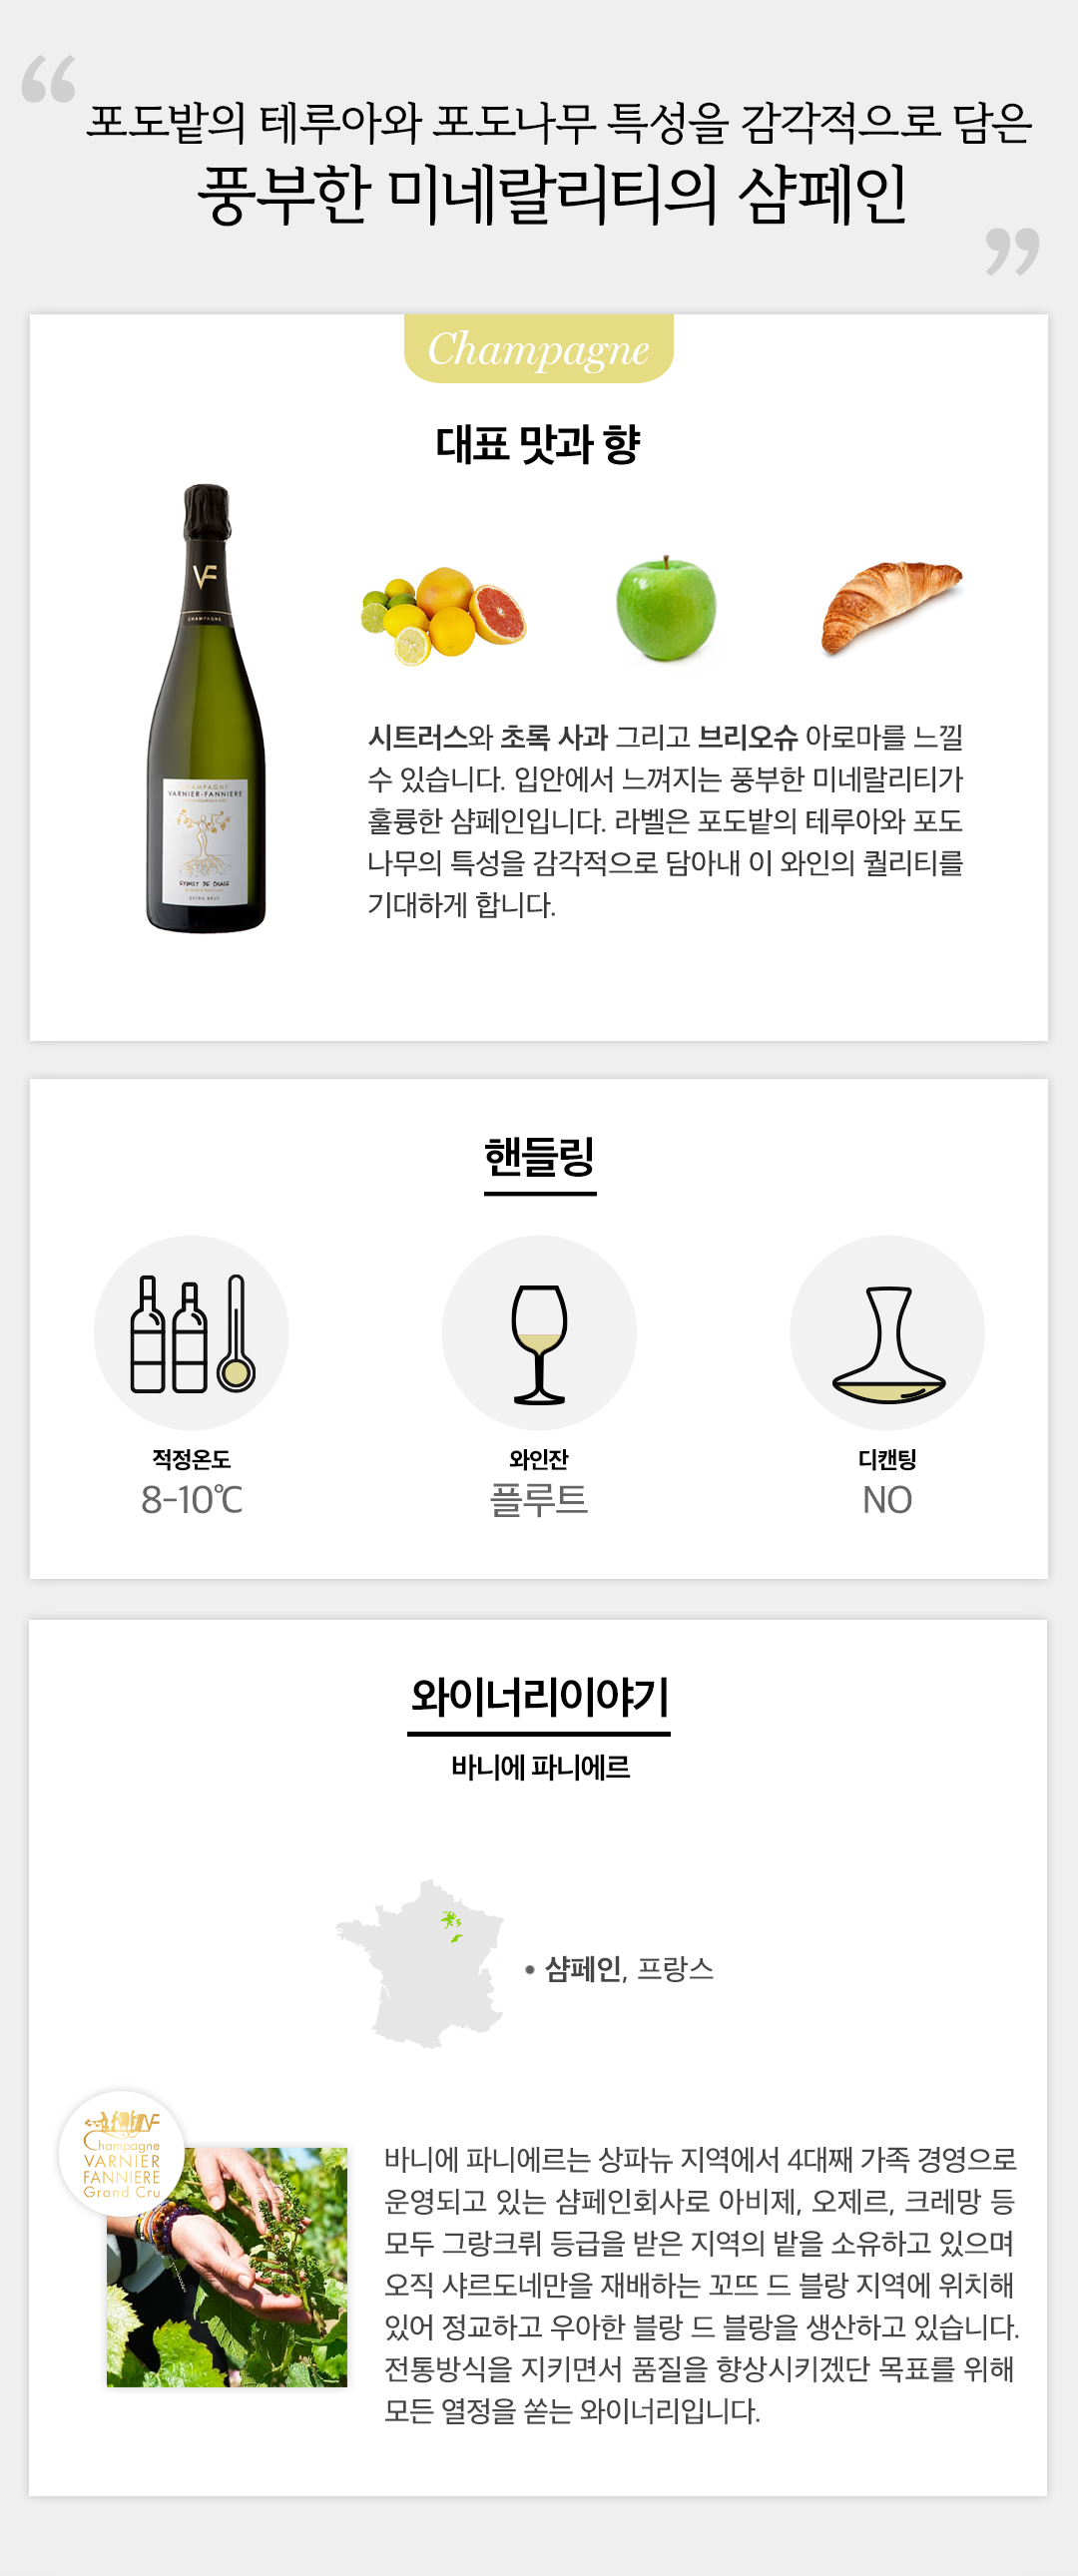 “
포도밭의 테루아와 포도나무 특성을 감각적으로 담은
풍부한 미네랄리티의 샴페인
”
Champagne
대표 맛과 향
VF
CHAMPAGNE
CHAMPAGNE
VARNIER-FANNIERE
EXTRA BRUT
시트러스와 초록 사과 그리고 브리오슈 아로마를 느낄
수 있습니다. 입안에서 느껴지는 풍부한 미네랄리티가
훌륭한 샴페인입니다. 라벨은 포도밭의 테루아와 포도
나무의 특성을 감각적으로 담아내 이 와인의 퀄리티를
기대하게 합니다.
핸들링
적정온도
8-10℃
와인잔
플루트
디캔팅
NO
와이너리이야기
바니에 파니에르
• 샴페인, 프랑스
Champagne
VARNIER
FANNIERE
Grand Cru
바니에 파니에르는 샹파뉴 지역에서 4대째 가족 경영으로
운영되고 있는 샴페인회사로 아비제, 오제르, 크레망 등
모두 그랑크뤼 등급을 받은 지역의 밭을 소유하고 있으며
오직 샤르도네만을 재배하는 꼬뜨 드 블랑 지역에 위치해
있어 정교하고 우아한 블랑 드 블랑을 생산하고 있습니다.
전통방식을 지키면서 품질을 향상시키겠단 목표를 위해
모든 열정을 쏟는 와이너리입니다.